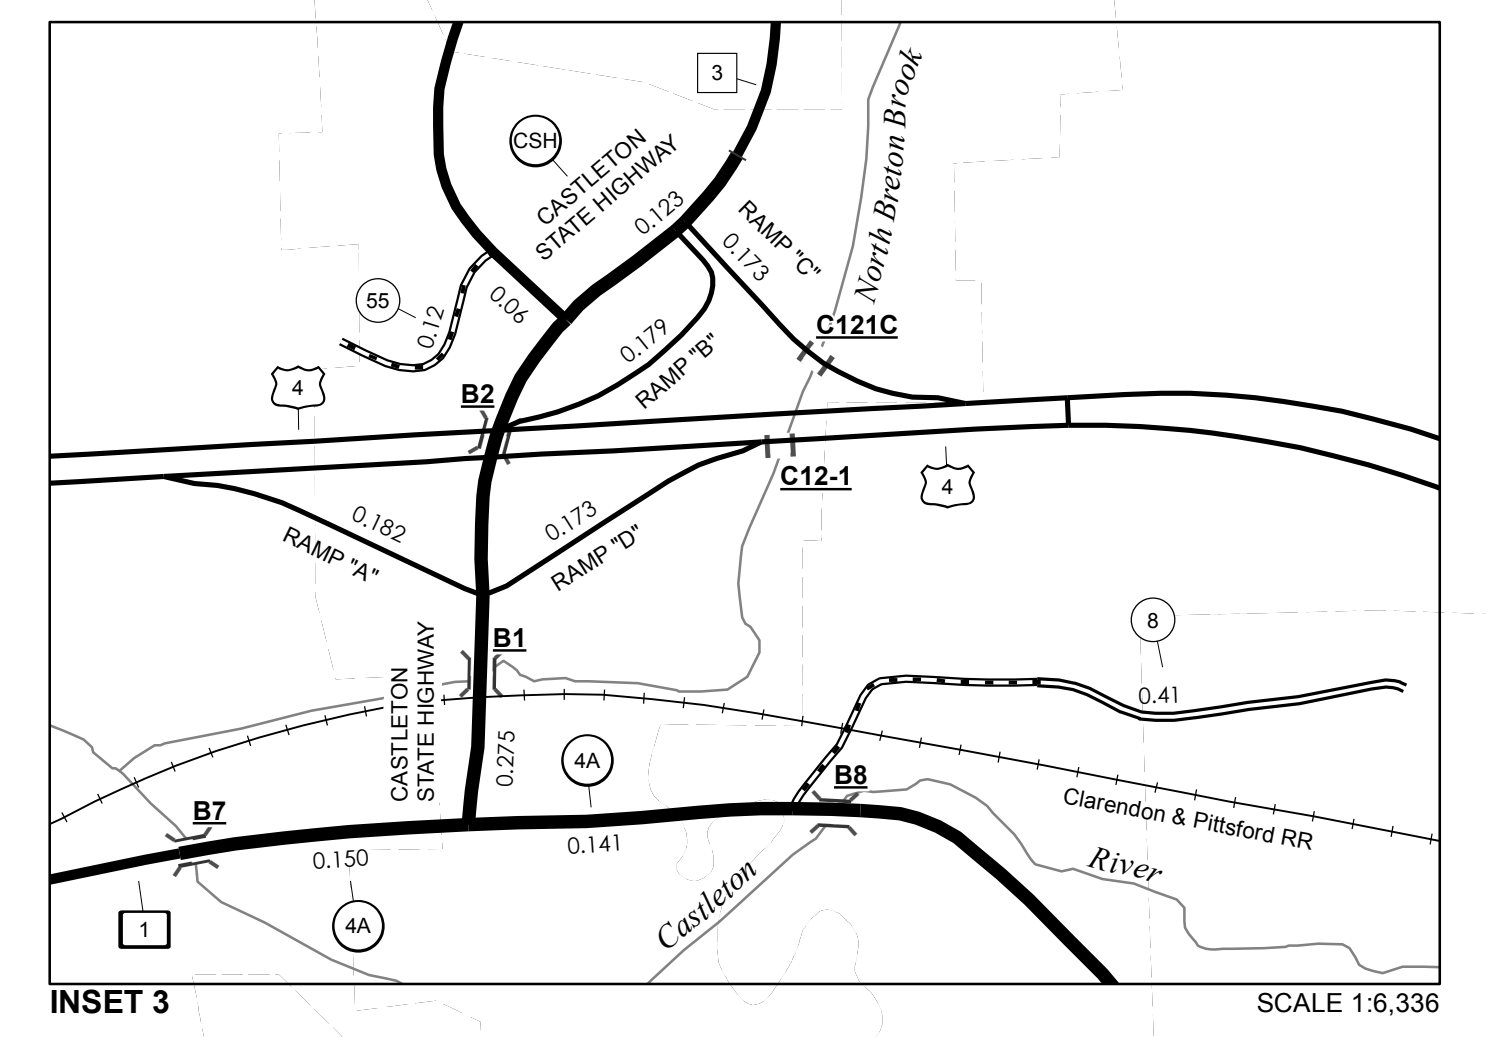 3
North Breton Brook
CSH
CASTLETON
STATE HIGHWAY
0.123
RAMP "C"
0.173
55
0.12
0.06
0.179
RAMP "B"
C121C
4
B2
C12-1
4
0.182
RAMP "A"
0.173
RAMP "D"
8
0.41
B1
CASTLETON
STATE HIGHWAY
0.275
4A
B8
B7
Clarendon & Pittsford RR
0.150
0.141
River
Castleton
1
4A
INSET 3
SCALE 1:6,336